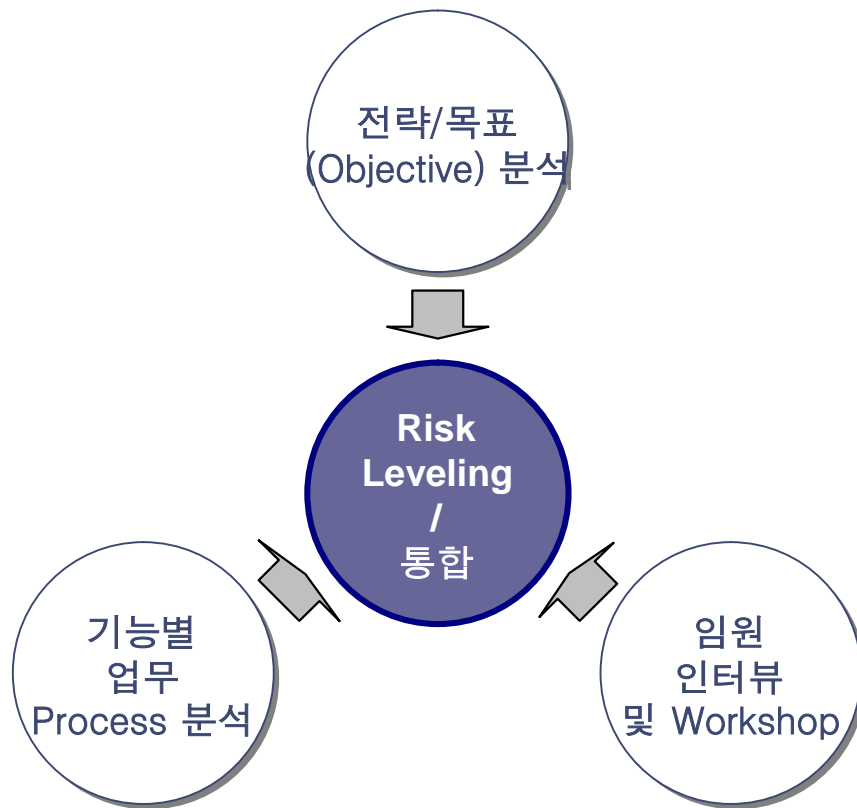 전략/목표
(Objective) 분석
Risk
Leveling
/
통합
기능별
업무
Process 분석
임원
인터뷰
및 Workshop